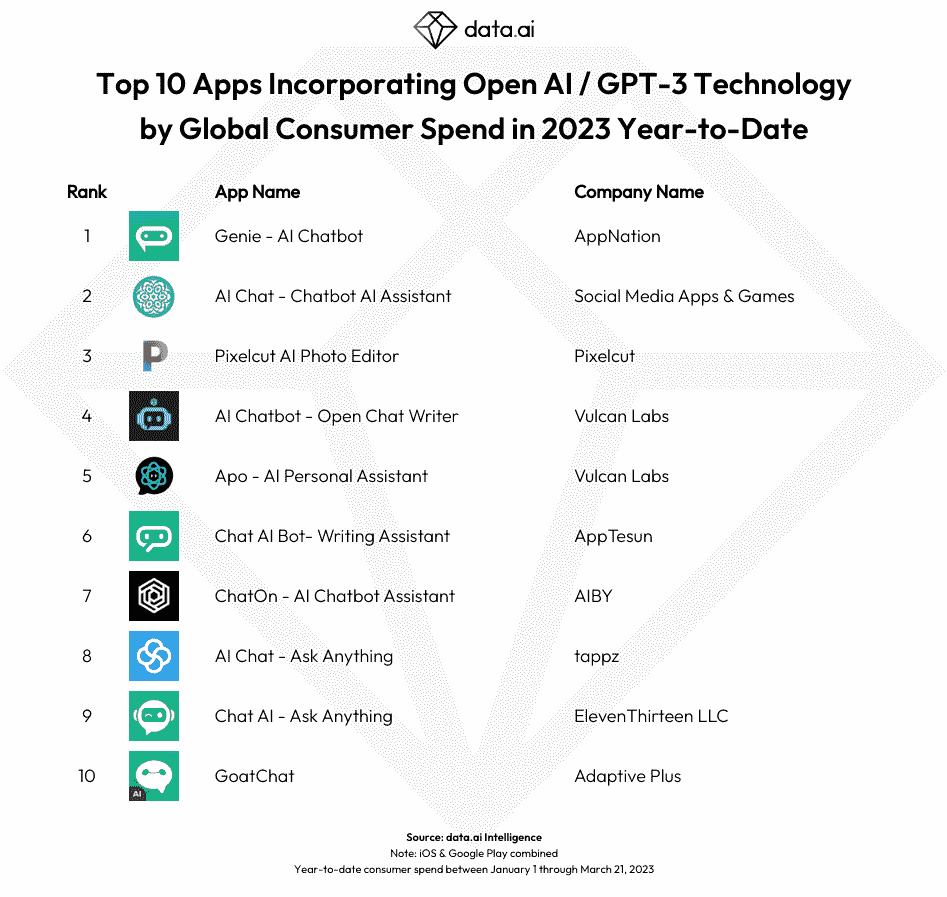 data.ai
Top 10 Apps Incorporating Open AI / GPT-3 Technology
by Global Consumer Spend in 2023 Year-to-Date
Rank App Name Company Name
1 Genie - AI Chatbot AppNation
2 AI Chat - Chatbot AI Assistant Social Media Apps & Games
3 P Pixelcut AI Photo Editor Pixelcut
4 AI Chatbot - Open Chat Writer Vulcan Labs
5 Apo - AI Personal Assistant Vulcan Labs
6 Chat AI Bot- Writing Assistant AppTesun
7 ChatOn - AI Chatbot Assistant AIBY
8 AI Chat - Ask Anything tappz
9 Chat AI - Ask Anything ElevenThirteen LLC
10 AI GoatChat Adaptive Plus
Source: data.ai Intelligence
Note: iOS & Google Play combined
Year-to-date consumer spend between January 1 through March 21, 2023